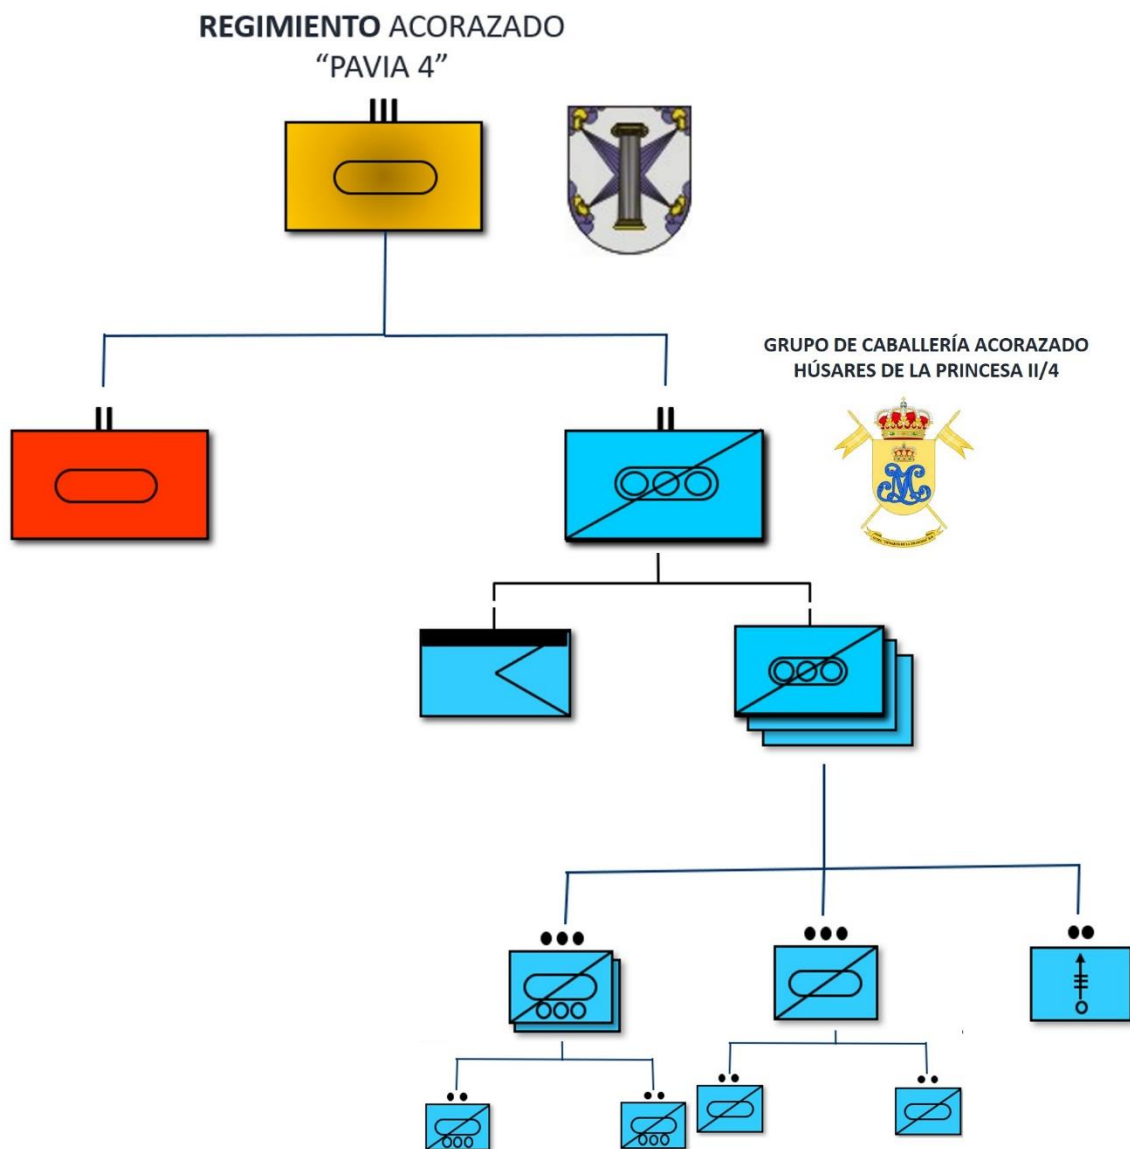 REGIMIENTO ACORAZADO
“PAVIA 4”
GRUPO DE CABALLERÍA ACORAZADO
HÚSARES DE LA PRINCESA II/4